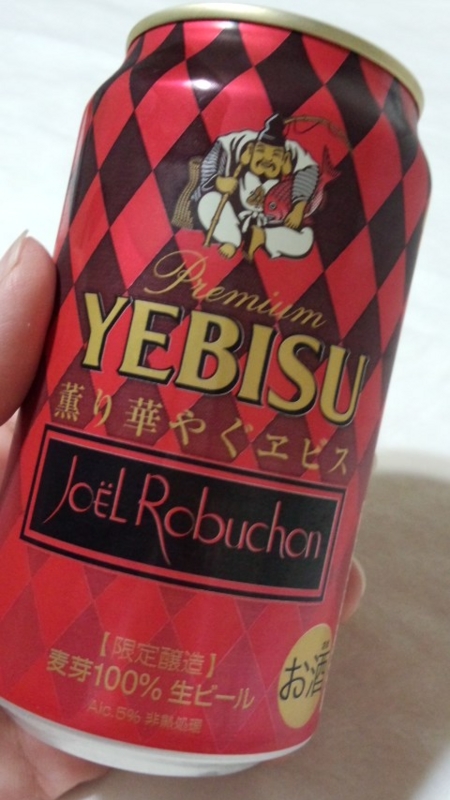 Premium
YEBISU
薫り華やぐヱビス
Joël Robuchon
【限定醸造】
麦芽100% 生ビール
Alc.5% 非熱処理
お酒